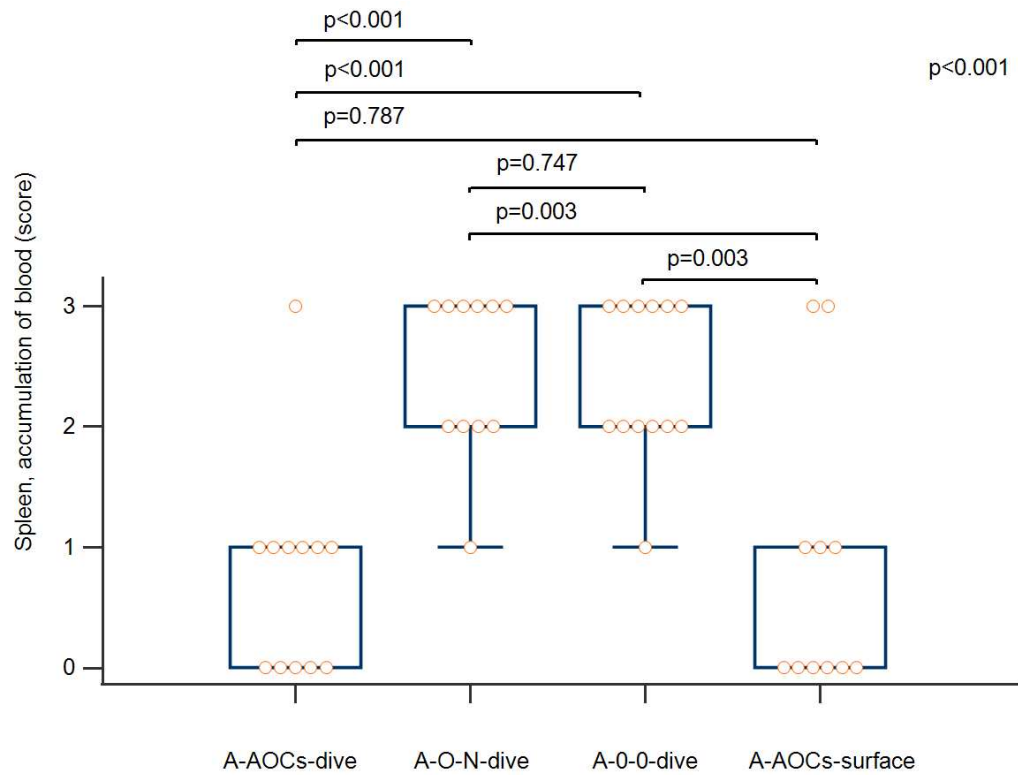 p<0.001
p<0.001
p<0.001
p=0.787
p=0.747
p=0.003
p=0.003
Spleen, accumulation of blood (score)
3
2
1
0
A-AOCs-dive
A-O-N-dive
A-0-0-dive
A-AOCs-surface